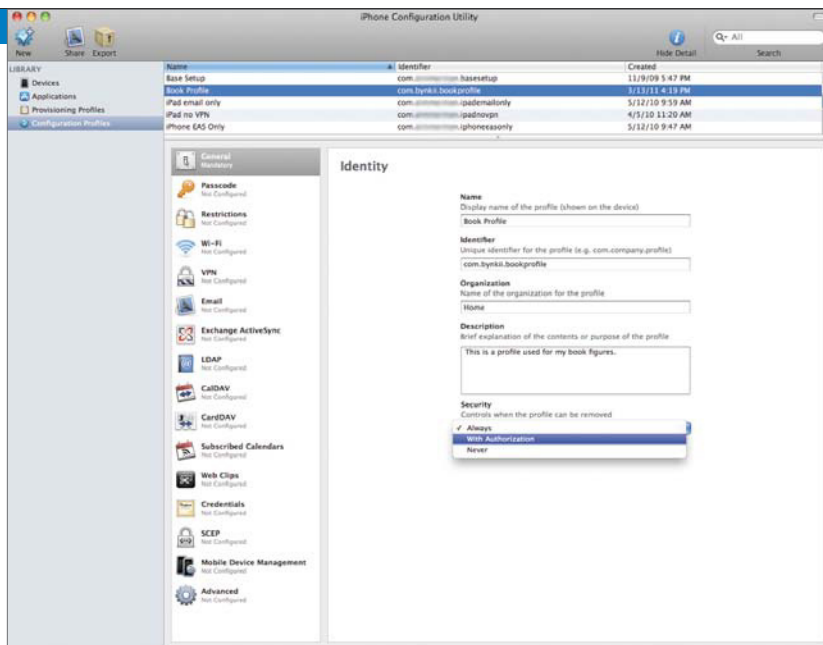 iPhone Configuration Utility
New Share Export Hide Detail Search
All
LIBRARY
Devices
Applications
Provisioning Profiles
Configuration Profiles
Name Identifier Created
Base Setup com. .basesetup 11/9/09 5:47 PM
Book Profile com.bynkii.bookprofile 3/13/11 4:19 PM
iPad email only com. .ipademailonly 5/12/10 9:59 AM
iPad no VPN com. .ipadnovpn 4/5/10 11:20 AM
iPhone EAS Only com. .iphoneeasonly 5/12/10 9:47 AM
General
Mandatory
Passcode
Not Configured
Restrictions
Not Configured
Wi-Fi
Not Configured
VPN
Not Configured
Email
Not Configured
Exchange ActiveSync
Not Configured
LDAP
Not Configured
CalDAV
Not Configured
CardDAV
Not Configured
Subscribed Calendars
Not Configured
Web Clips
Not Configured
Credentials
Not Configured
SCEP
Not Configured
Mobile Device Management
Not Configured
Advanced
Not Configured
Identity
Name
Display name of the profile (shown on the device)
Book Profile
Identifier
Unique identifier for the profile (e.g. com.company.profile)
com.bynkii.bookprofile
Organization
Name of the organization for the profile
Home
Description
Brief explanation of the contents or purpose of the profile
This is a profile used for my book figures.
Security
Controls when the profile can be removed
✓ Always
With Authorization
Never